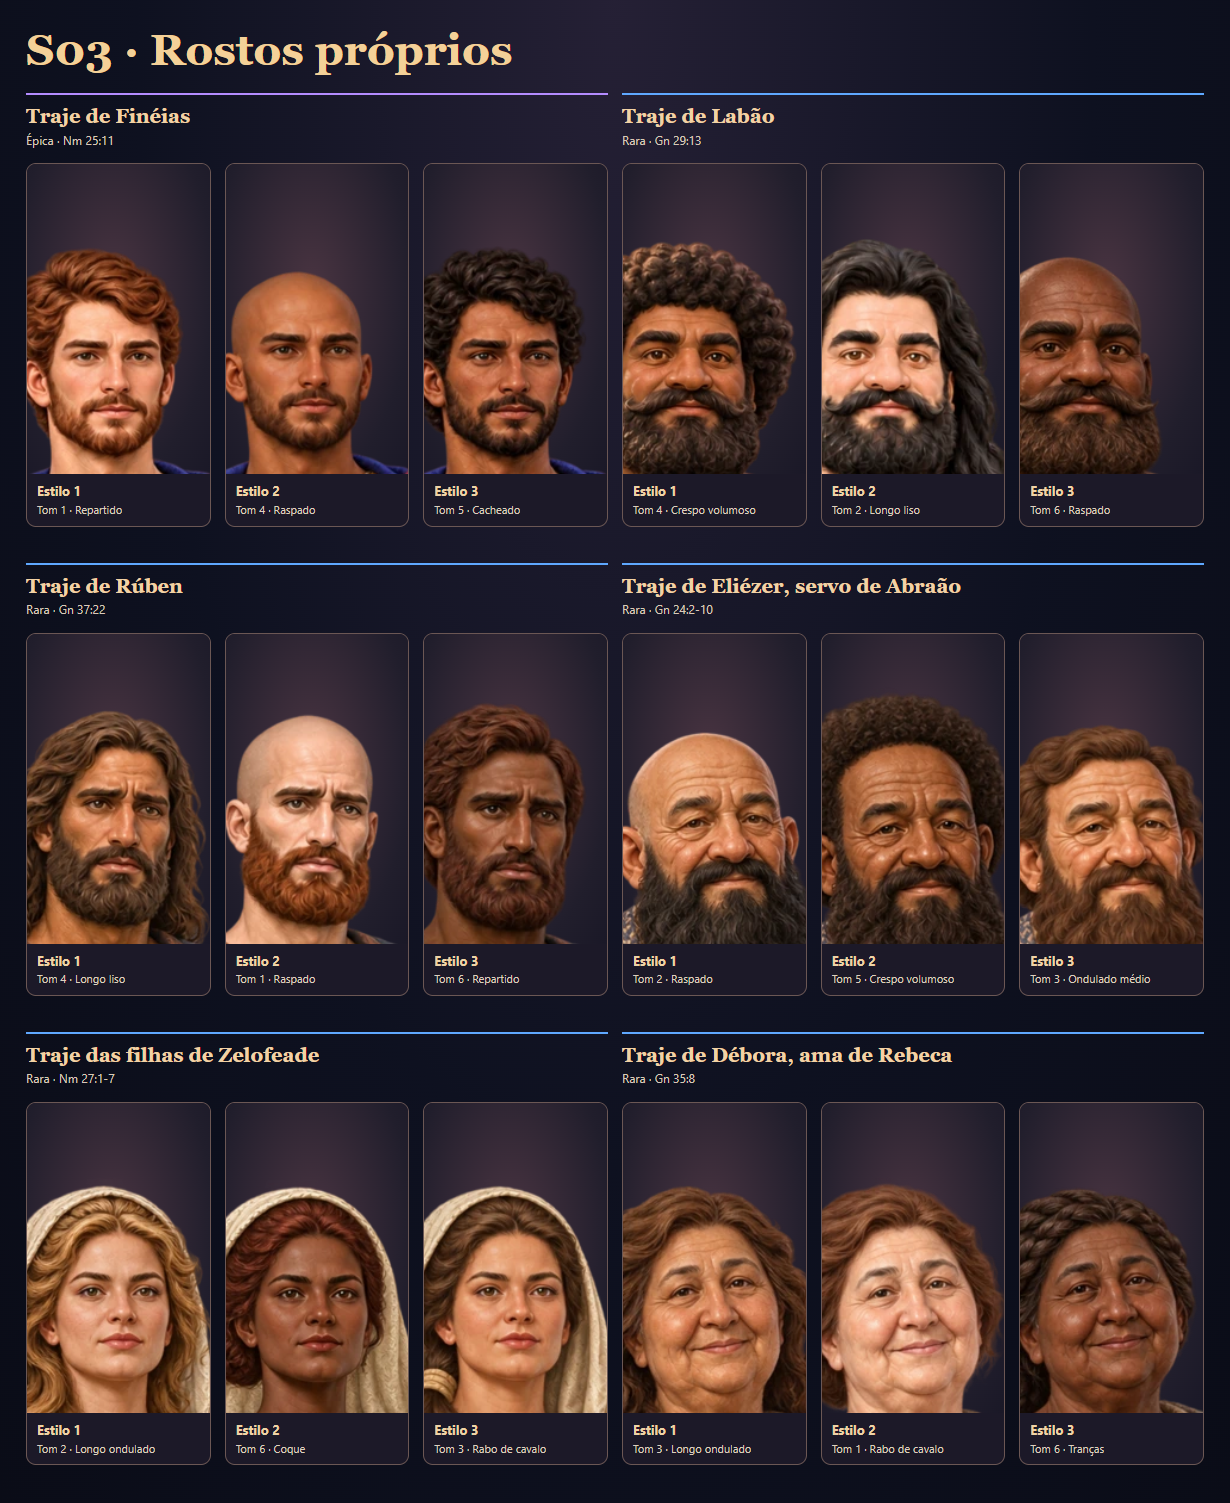 S03 · Rostos próprios
Traje de Finéias
Épica · Nm 25:11
Estilo 1
Tom 1 · Repartido
Estilo 2
Tom 4 · Raspado
Estilo 3
Tom 5 · Cacheado
Traje de Labão
Rara · Gn 29:13
Estilo 1
Tom 4 · Crespo volumoso
Estilo 2
Tom 2 · Longo liso
Estilo 3
Tom 6 · Raspado
Traje de Rúben
Rara · Gn 37:22
Estilo 1
Tom 4 · Longo liso
Estilo 2
Tom 1 · Raspado
Estilo 3
Tom 6 · Repartido
Traje de Eliézer, servo de Abraão
Rara · Gn 24:2-10
Estilo 1
Tom 2 · Raspado
Estilo 2
Tom 5 · Crespo volumoso
Estilo 3
Tom 3 · Ondulado médio
Traje das filhas de Zelofeade
Rara · Nm 27:1-7
Estilo 1
Tom 2 · Longo ondulado
Estilo 2
Tom 6 · Coque
Estilo 3
Tom 3 · Rabo de cavalo
Traje de Débora, ama de Rebeca
Rara · Gn 35:8
Estilo 1
Tom 3 · Longo ondulado
Estilo 2
Tom 1 · Rabo de cavalo
Estilo 3
Tom 6 · Tranças